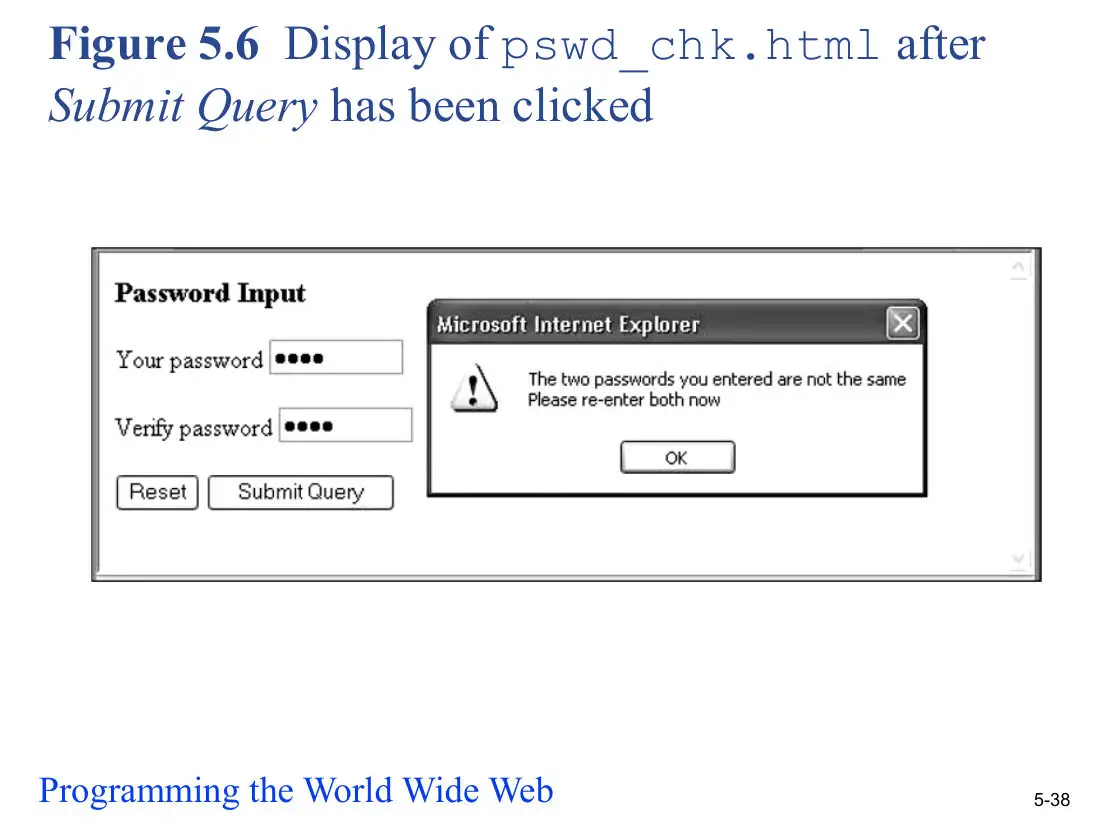 Figure 5.6 Display of pswd_chk.html after
Submit Query has been clicked
Password Input
Your password ••••
Verify password ••••
Reset Submit Query
Microsoft Internet Explorer
The two passwords you entered are not the same
Please re-enter both now
OK
Programming the World Wide Web
5-38